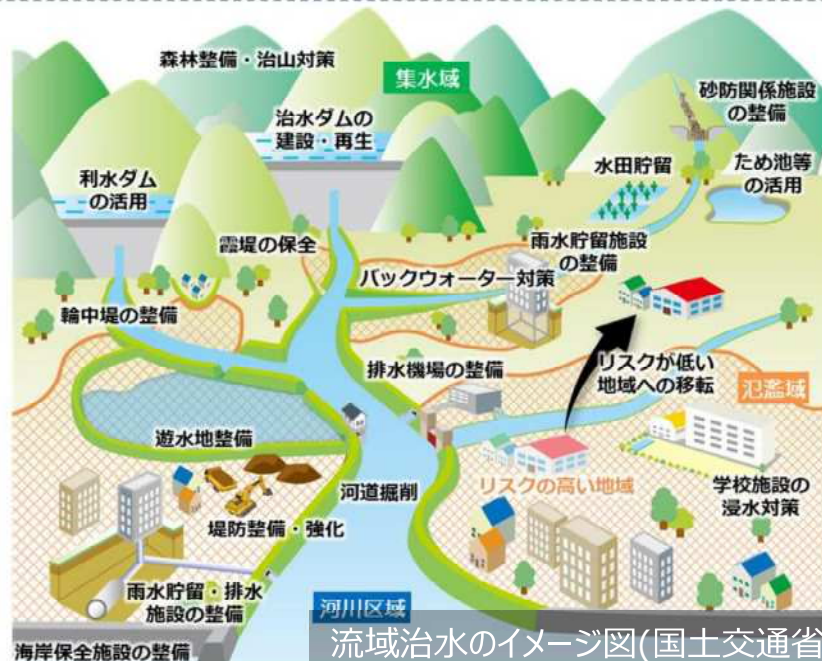 森林整備・治山対策
集水域
砂防関係施設
の整備
治水ダムの
建設・再生
水田貯留
ため池等
の活用
利水ダム
の活用
霞堤の保全
雨水貯留施設
の整備
バックウォーター対策
輪中堤の整備
排水機場の整備
リスクが低い
地域への移転
氾濫域
遊水地整備
リスクの高い地域
学校施設の
浸水対策
河道掘削
堤防整備・強化
雨水貯留・排水
施設の整備
河川区域
海岸保全施設の整備
流域治水のイメージ図(国土交通省